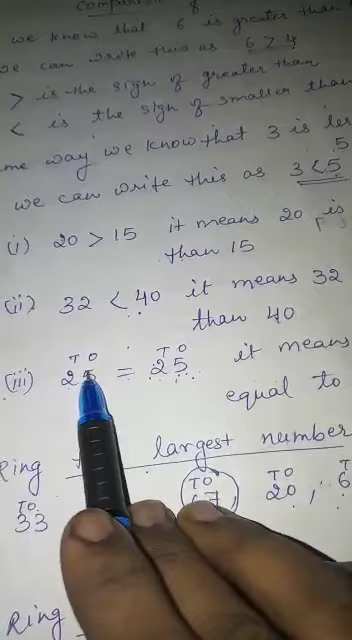 Comparison of
we know that 6 is greater than
we can write this as 6 > 4
> is the sign of greater than
< is the sign of smaller than
me way we know that 3 is les
5
we can write this as 3 < 5
(i) 20 > 15 it means 20 is
than 15
(ii) 32 < 40 it means 32
than 40
T O T O
(iii) 25 = 25 it means
equal to
Ring largest number
T O T O T O T
33 67, 20, 6
Ring